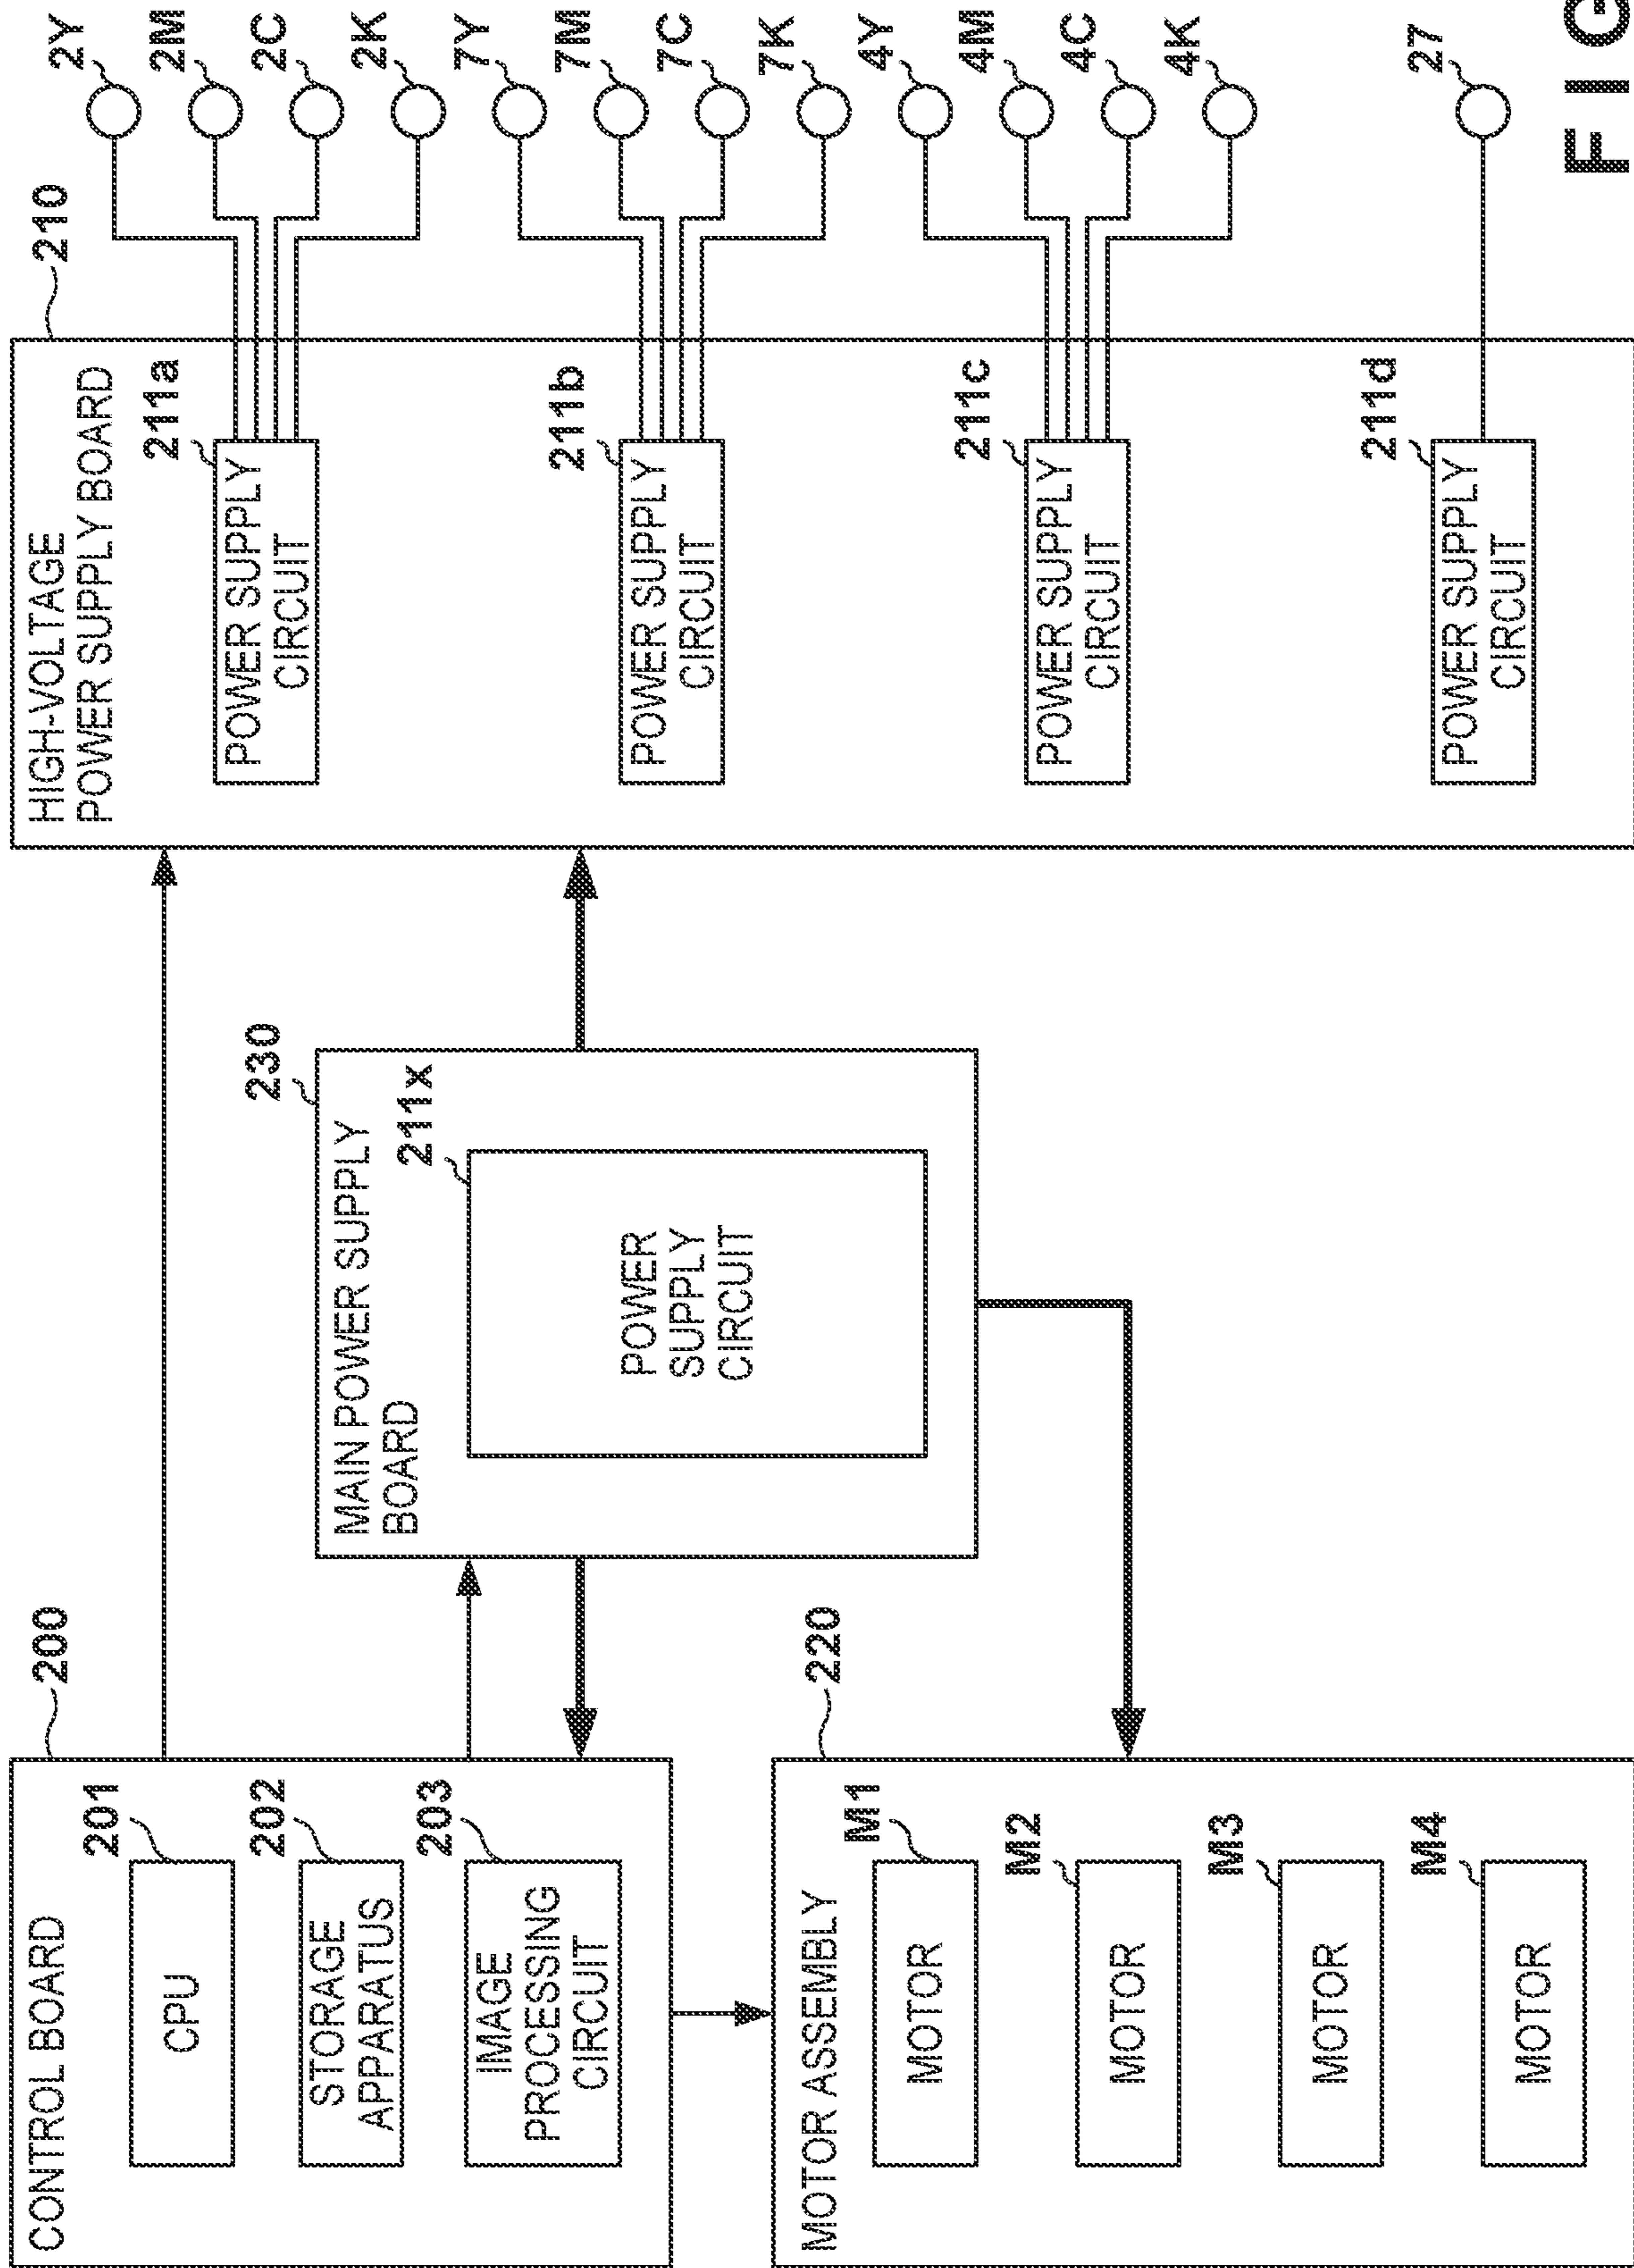 CONTROL BOARD
200
CPU
201
STORAGE
APPARATUS
202
IMAGE
PROCESSING
CIRCUIT
203
MOTOR ASSEMBLY
220
MOTOR
M1
MOTOR
M2
MOTOR
M3
MOTOR
M4
MAIN POWER SUPPLY
BOARD
230
211x
POWER
SUPPLY
CIRCUIT
HIGH-VOLTAGE
POWER SUPPLY BOARD
210
POWER SUPPLY
CIRCUIT
211a
POWER SUPPLY
CIRCUIT
211b
POWER SUPPLY
CIRCUIT
211c
POWER SUPPLY
CIRCUIT
211d
2Y
2M
2C
2K
7Y
7M
7C
7K
4Y
4M
4C
4K
27
FIG